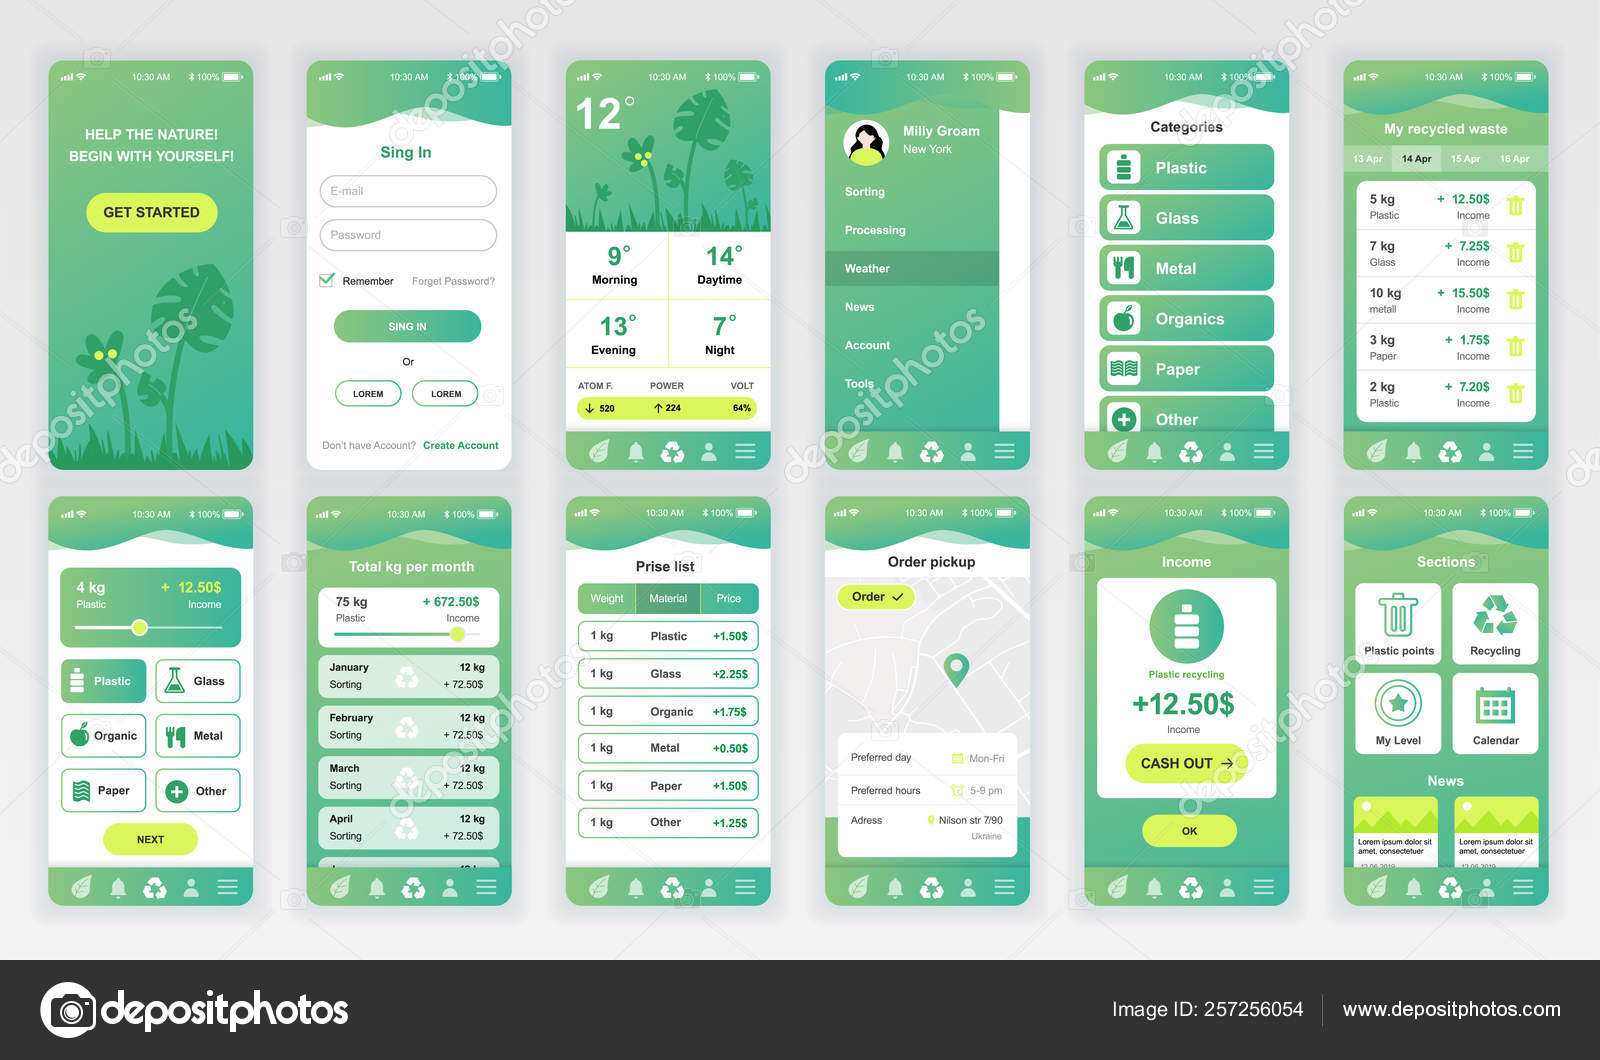 10:30 AM 100%
HELP THE NATURE!
BEGIN WITH YOURSELF!
GET STARTED
10:30 AM 100%
Sing In
E-mail
Password
Remember Forget Password?
SING IN
Or
LOREM LOREM
Don't have Account? Create Account
10:30 AM 100%
12°
9° 14°
Morning Daytime
13° 7°
Evening Night
ATOM F. POWER VOLT
520 224 64%
10:30 AM 100%
Milly Groam
New York
Sorting
Processing
Weather
News
Account
Tools
10:30 AM 100%
Categories
Plastic
Glass
Metal
Organics
Paper
Other
10:30 AM 100%
My recycled waste
13 Apr 14 Apr 15 Apr 16 Apr
5 kg + 12.50$
Plastic Income
7 kg + 7.25$
Glass Income
10 kg + 15.50$
metall Income
3 kg + 1.75$
Paper Income
2 kg + 7.20$
Plastic Income
10:30 AM 100%
4 kg + 12.50$
Plastic Income
Plastic Glass
Organic Metal
Paper Other
NEXT
10:30 AM 100%
Total kg per month
75 kg + 672.50$
Plastic Income
January 12 kg
Sorting + 72.50$
February 12 kg
Sorting + 72.50$
March 12 kg
Sorting + 72.50$
April 12 kg
Sorting + 72.50$
10:30 AM 100%
Prise list
Weight Material Price
1 kg Plastic +1.50$
1 kg Glass +2.25$
1 kg Organic +1.75$
1 kg Metal +0.50$
1 kg Paper +1.50$
1 kg Other +1.25$
10:30 AM 100%
Order pickup
Order
Preferred day Mon-Fri
Preferred hours 5-9 pm
Adress Nilson str 7/90
Ukraine
10:30 AM 100%
Income
Plastic recycling
+12.50$
Income
CASH OUT →
OK
10:30 AM 100%
Sections
Plastic points Recycling
My Level Calendar
News
Lorem ipsum dolor sit Lorem ipsum dolor sit
amet, consectetuer amet, consectetuer
depositphotos
Image ID: 257256054 www.depositphotos.com